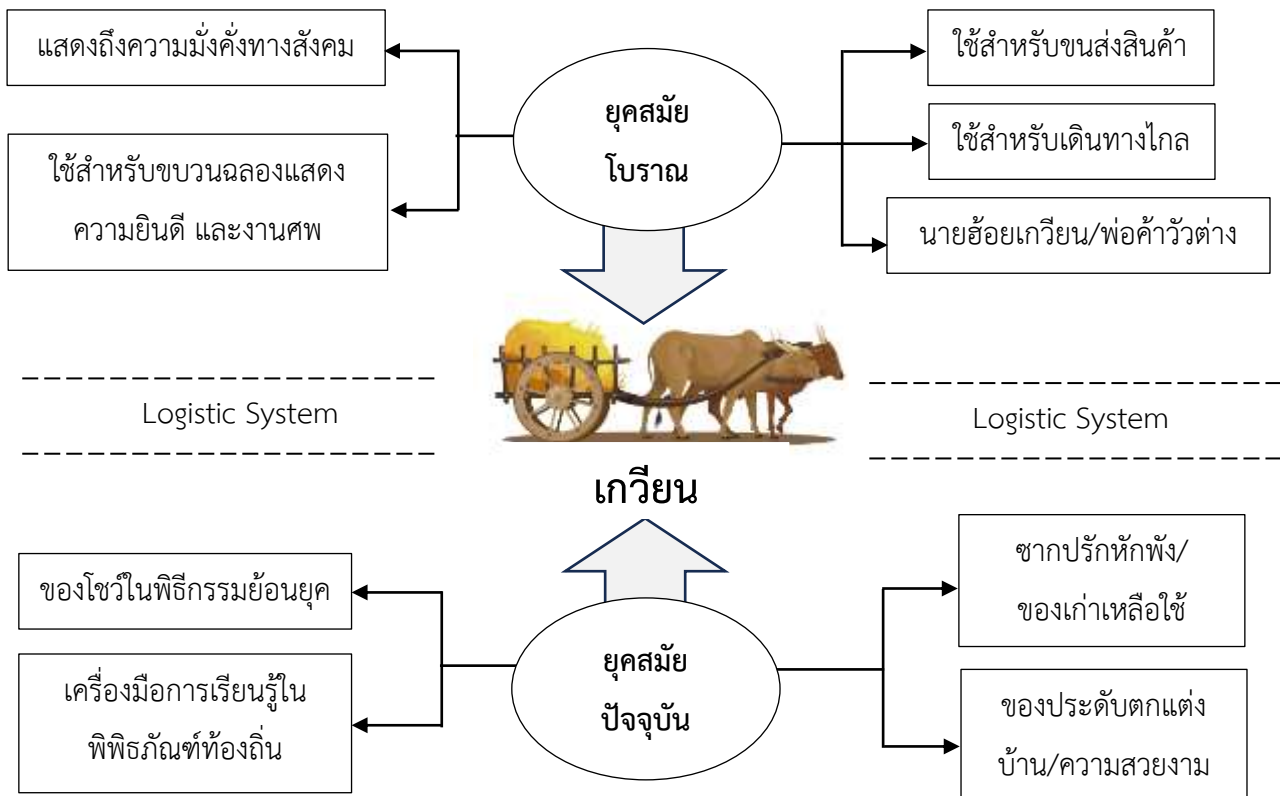 แสดงถึงความมั่งคั่งทางสังคม
ใช้สำหรับขบวนฉลองแสดง
ความยินดี และงานศพ
ยุคสมัย
โบราณ
ใช้สำหรับขนส่งสินค้า
ใช้สำหรับเดินทางไกล
นายฮ้อยเกวียน/พ่อค้าวัวต่าง
Logistic System
Logistic System
เกวียน
ของโชว์ในพิธีกรรมย้อนยุค
เครื่องมือการเรียนรู้ใน
พิพิธภัณฑ์ท้องถิ่น
ยุคสมัย
ปัจจุบัน
ซากปรักหักพัง/
ของเก่าเหลือใช้
ของประดับตกแต่ง
บ้าน/ความสวยงาม